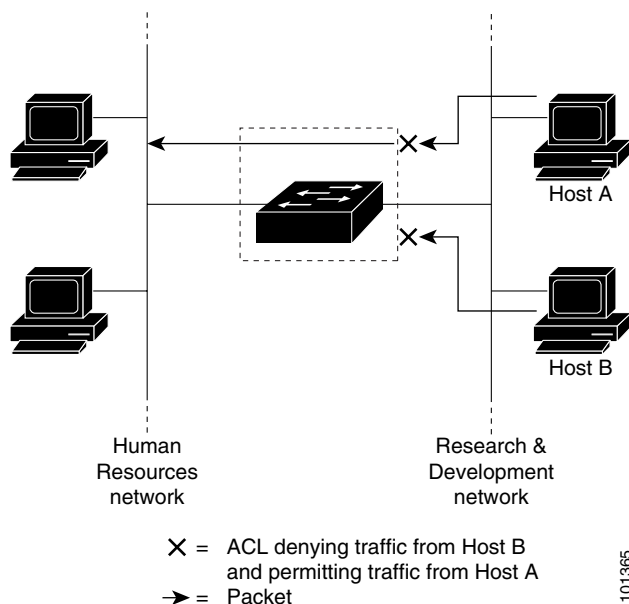 Host A
Host B
Human
Resources
network
Research &
Development
network
X = ACL denying traffic from Host B
and permitting traffic from Host A
→ = Packet
101365